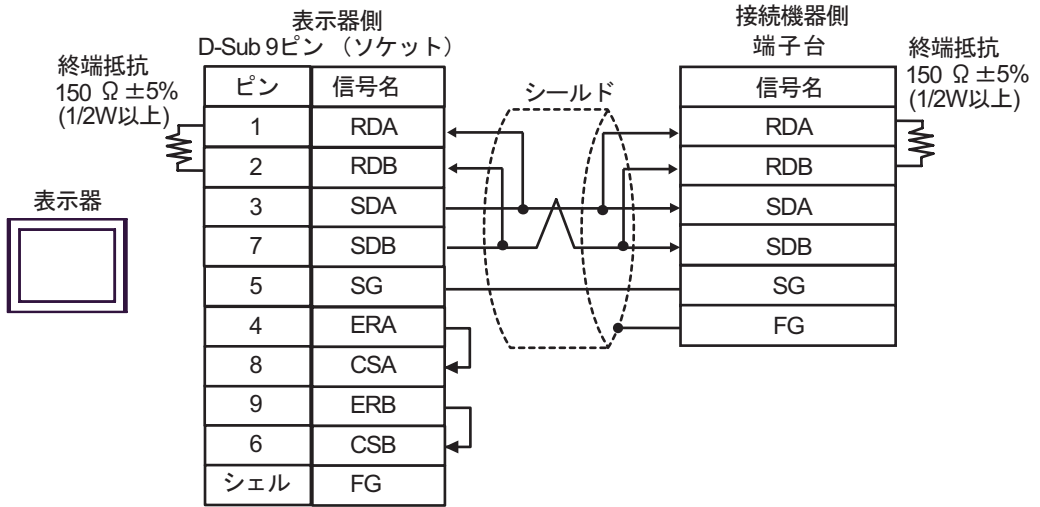 表示器側
D-Sub 9ピン (ソケット)
接続機器側
端子台
終端抵抗
150 Ω ±5%
(1/2W以上)
終端抵抗
150 Ω ±5%
(1/2W以上)
シールド
表示器
ピン 信号名
1 RDA
2 RDB
3 SDA
7 SDB
5 SG
4 ERA
8 CSA
9 ERB
6 CSB
シェル FG
信号名
RDA
RDB
SDA
SDB
SG
FG